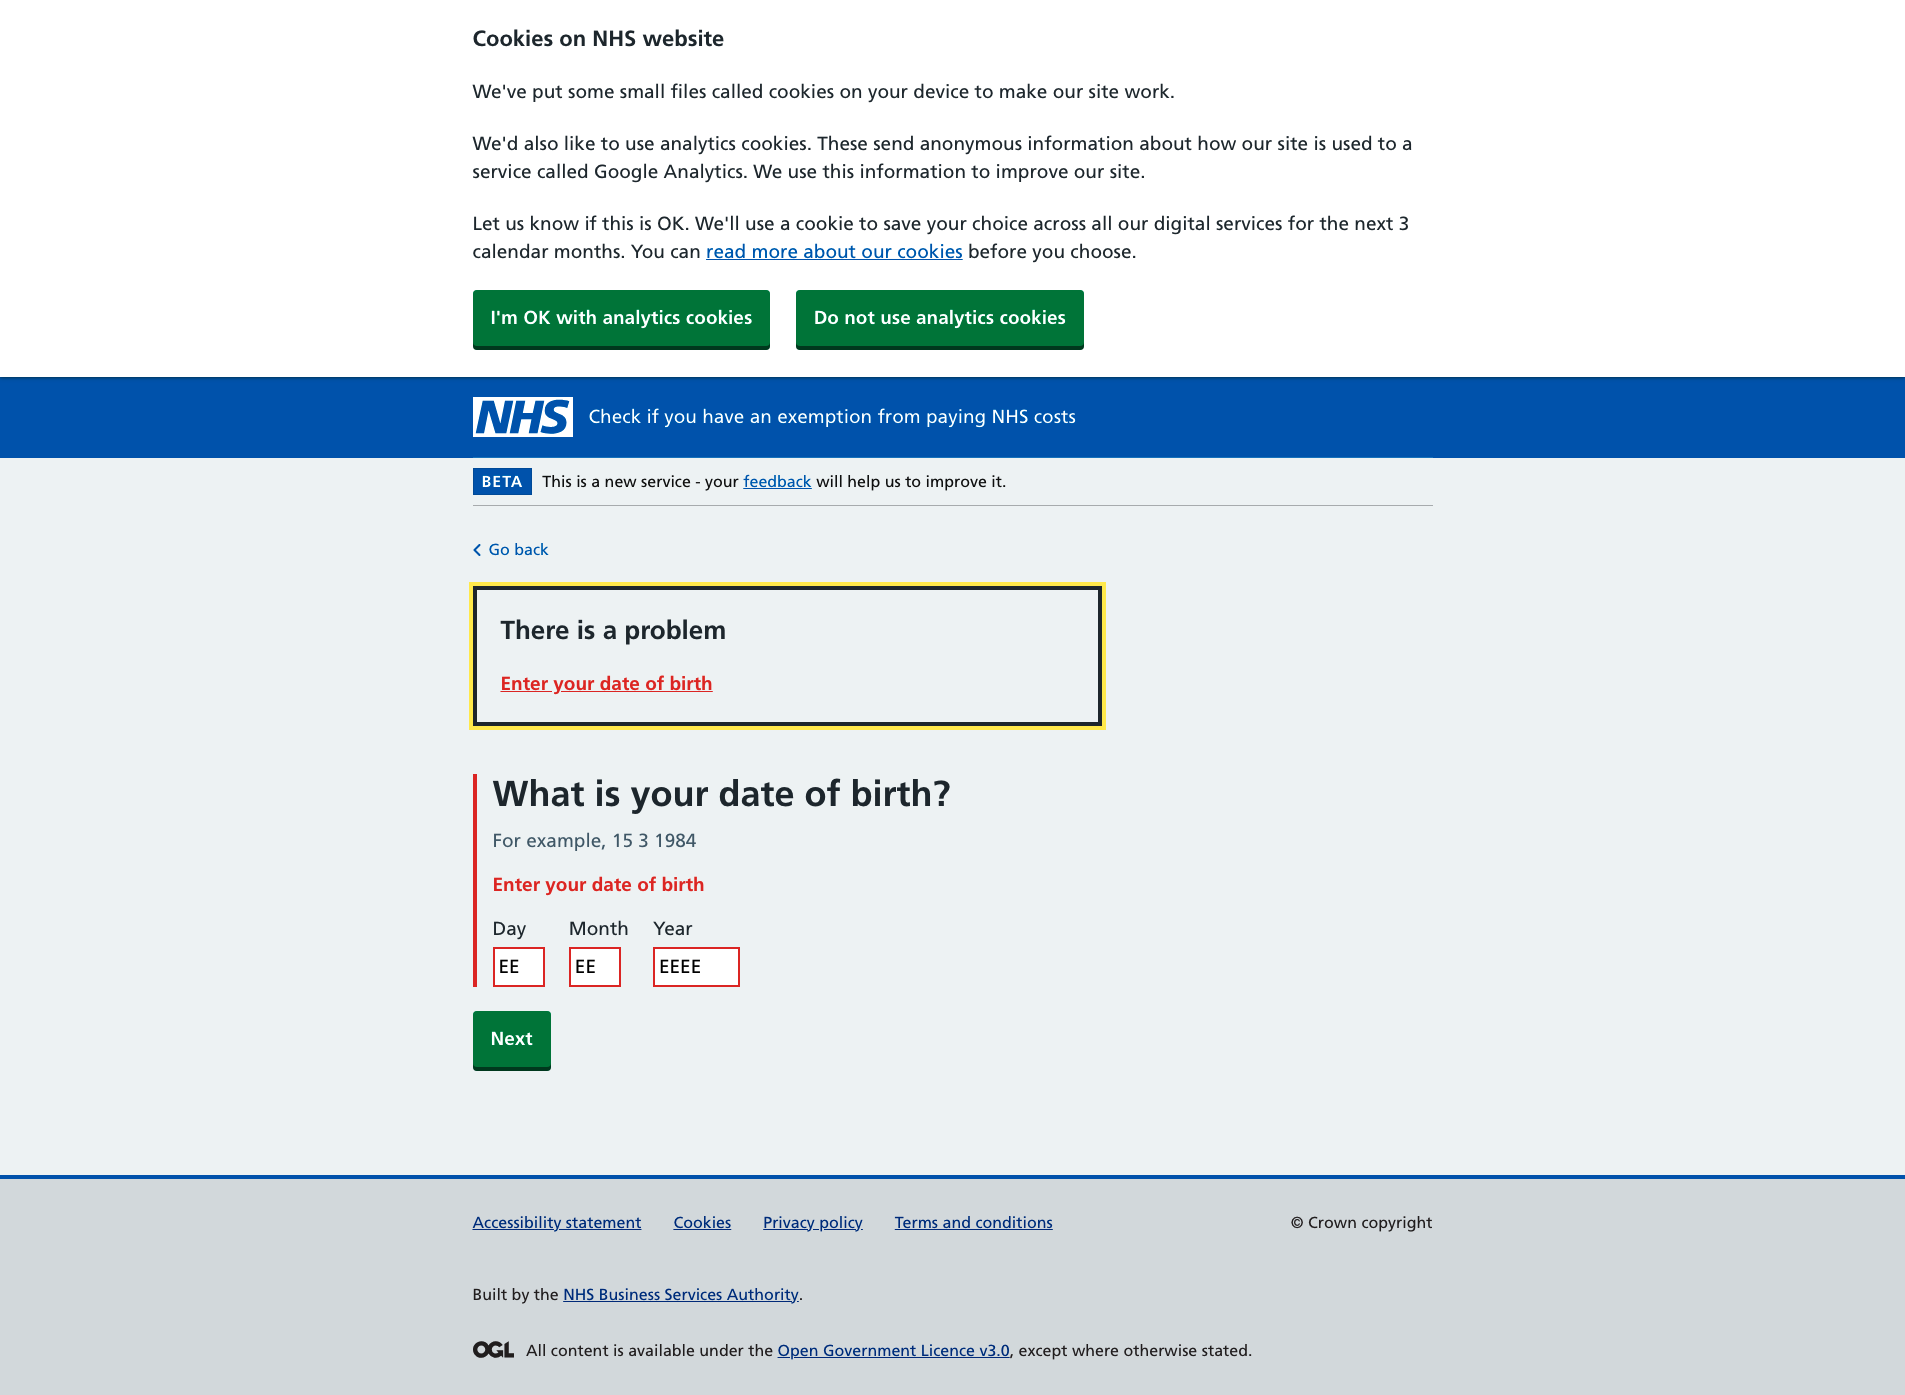 Cookies on NHS website
We've put some small files called cookies on your device to make our site work.
We'd also like to use analytics cookies. These send anonymous information about how our site is used to a
service called Google Analytics. We use this information to improve our site.
Let us know if this is OK. We'll use a cookie to save your choice across all our digital services for the next 3
calendar months. You can read more about our cookies before you choose.
I'm OK with analytics cookies Do not use analytics cookies
NHS Check if you have an exemption from paying NHS costs
BETA This is a new service - your feedback will help us to improve it.
Go back
There is a problem
Enter your date of birth
What is your date of birth?
For example, 15 3 1984
Enter your date of birth
Day Month Year
EE EE EEEE
Next
Accessibility statement Cookies Privacy policy Terms and conditions © Crown copyright
Built by the NHS Business Services Authority.
OGL All content is available under the Open Government Licence v3.0, except where otherwise stated.